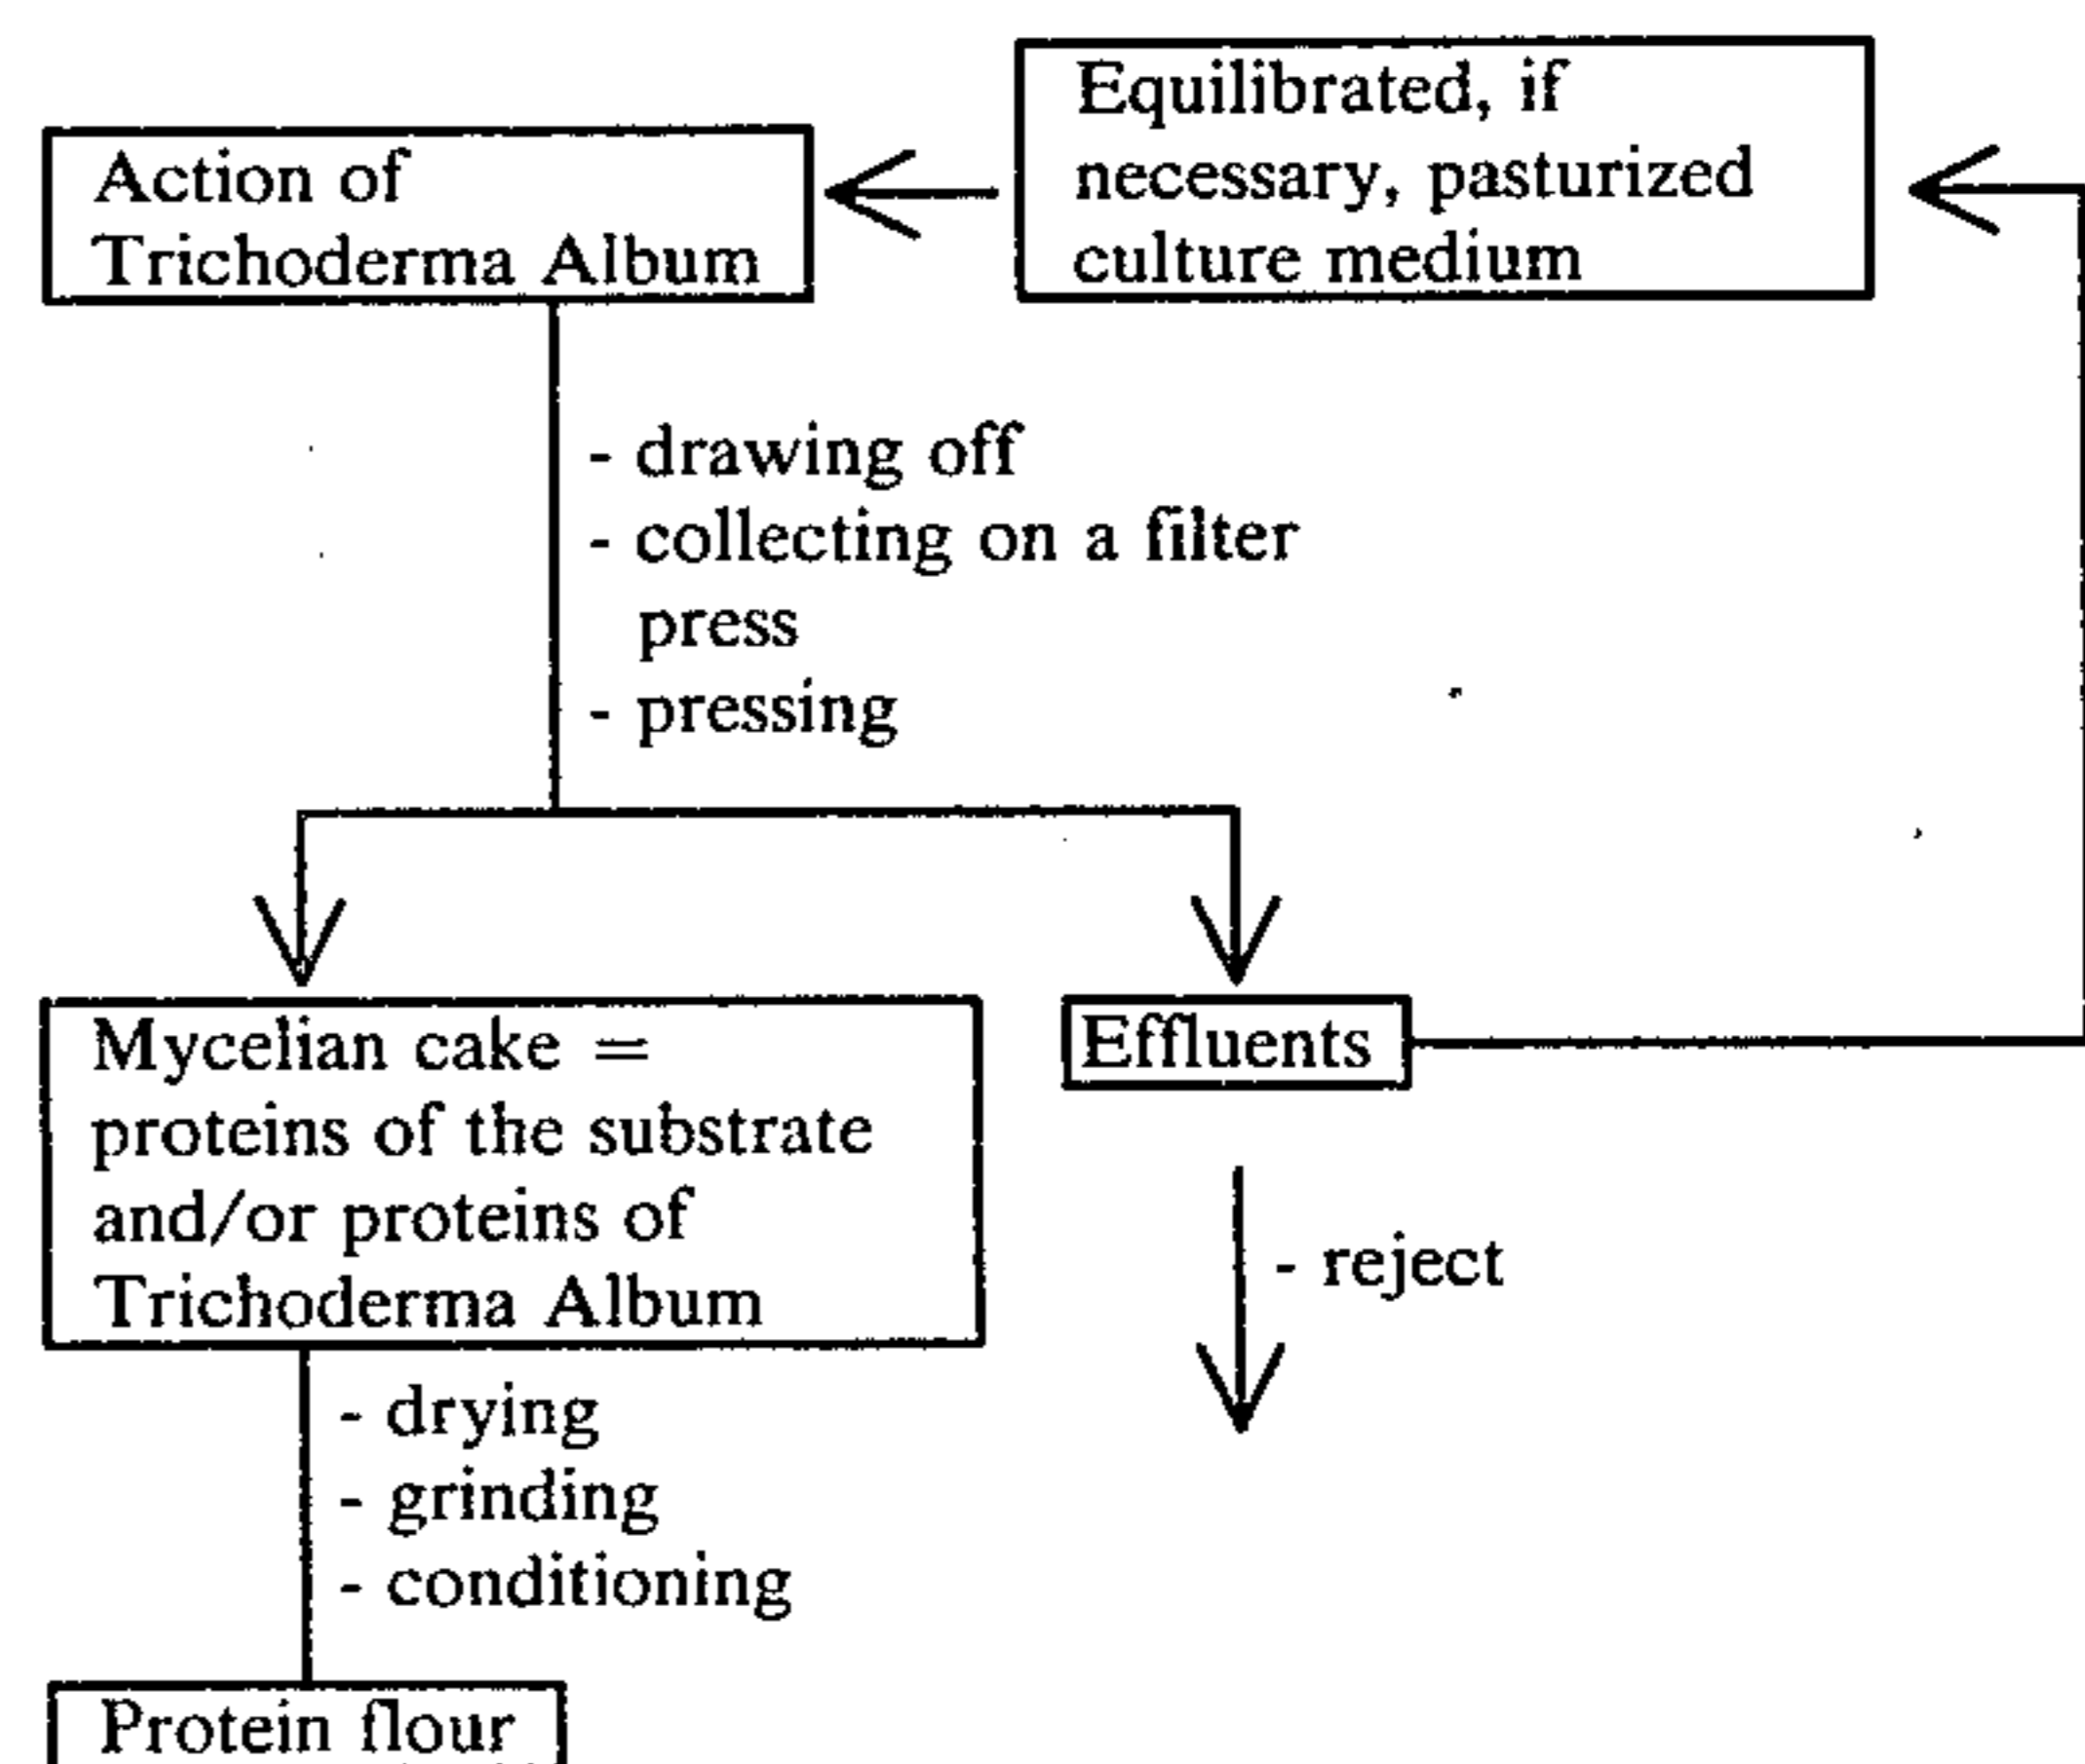 Equilibrated, if
necessary, pasturized
culture medium
Action of
Trichoderma Album
- drawing off
- collecting on a filter
press
- pressing
Mycelian cake =
proteins of the substrate
and/or proteins of
Trichoderma Album
Effluents
- reject
- drying
- grinding
- conditioning
Protein flour